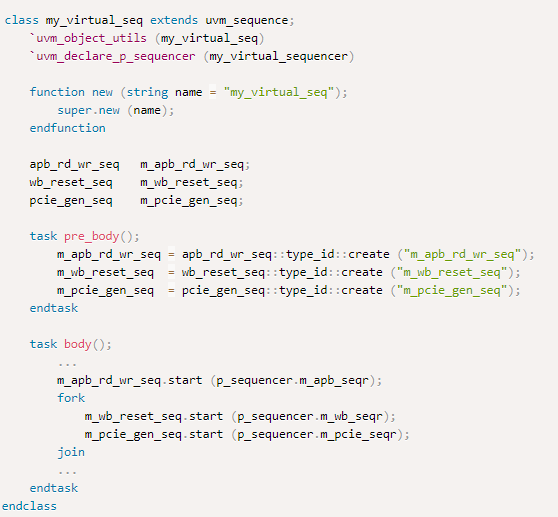 class my_virtual_seq extends uvm_sequence;
`uvm_object_utils (my_virtual_seq)
`uvm_declare_p_sequencer (my_virtual_sequencer)
function new (string name = "my_virtual_seq");
super.new (name);
endfunction
apb_rd_wr_seq m_apb_rd_wr_seq;
wb_reset_seq m_wb_reset_seq;
pcie_gen_seq m_pcie_gen_seq;
task pre_body();
m_apb_rd_wr_seq = apb_rd_wr_seq::type_id::create ("m_apb_rd_wr_seq");
m_wb_reset_seq = wb_reset_seq::type_id::create ("m_wb_reset_seq");
m_pcie_gen_seq = pcie_gen_seq::type_id::create ("m_pcie_gen_seq");
endtask
task body();
...
m_apb_rd_wr_seq.start (p_sequencer.m_apb_seqr);
fork
m_wb_reset_seq.start (p_sequencer.m_wb_seqr);
m_pcie_gen_seq.start (p_sequencer.m_pcie_seqr);
join
...
endtask
endclass